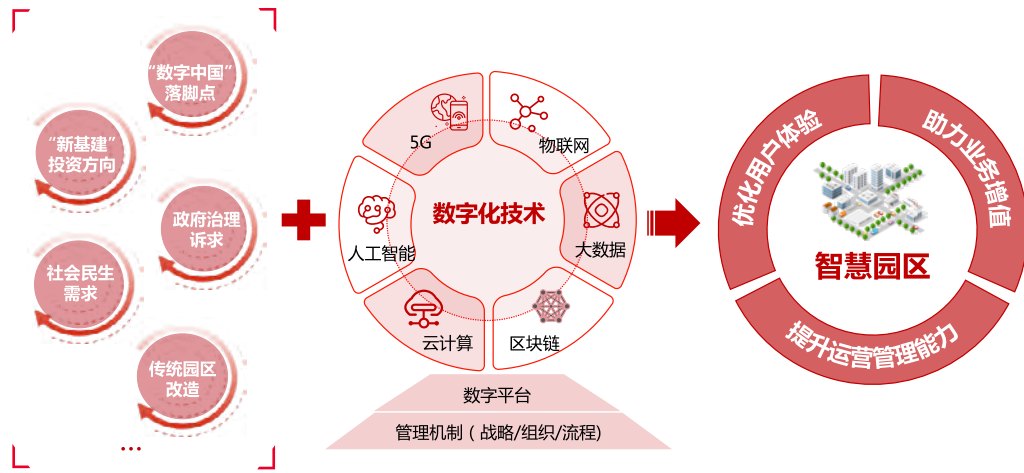 “数字中国”
落脚点
“新基建”
投资方向
政府治理
诉求
社会民生
需求
传统园区
改造
...
5G
物联网
人工智能
数字化技术
大数据
云计算
区块链
数字平台
管理机制（战略/组织/流程)
优化用户体验
助力业务增值
智慧园区
提升运营管理能力